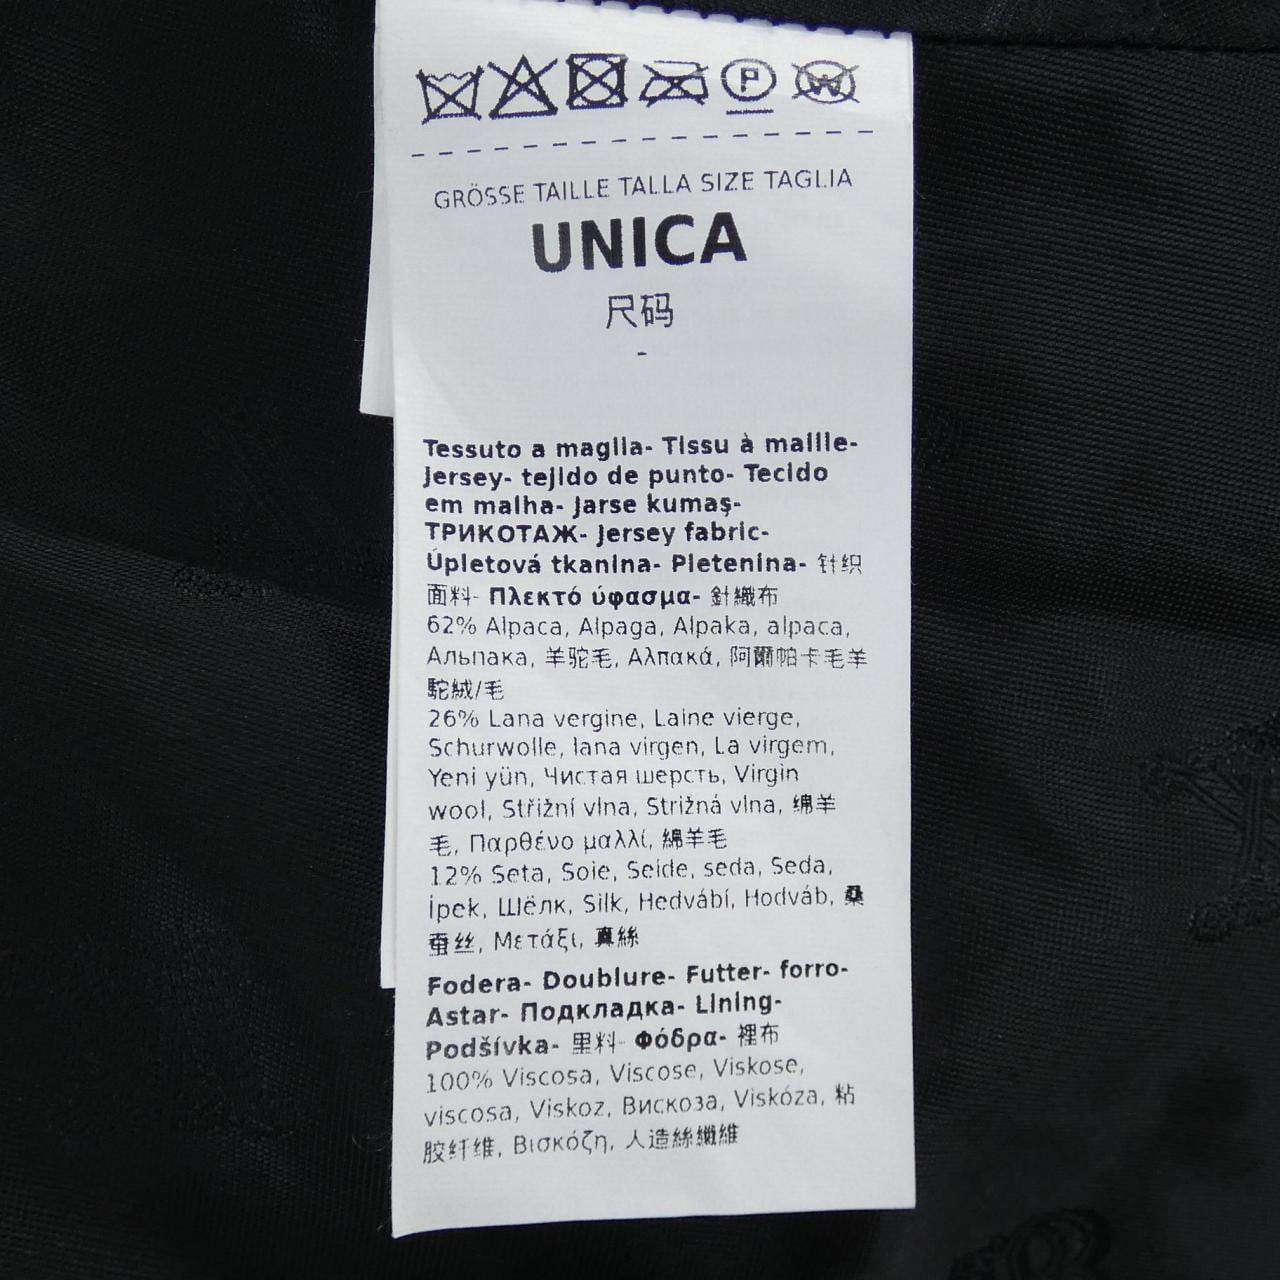 P W
GRÖSSE TAILLE TALLA SIZE TAGLIA
UNICA
尺码
-
Tessuto a maglia- Tissu à maille-
Jersey- tejido de punto- Tecido
em malha- Jarse kumaş-
ТРИКОТАЖ- Jersey fabric-
Úpletová tkanina- Pletenina- 针织
面料- Πλεκτό ύφασμα- 針織布
62% Alpaca, Alpaga, Alpaka, alpaca,
Альпака, 羊驼毛, Αλπακά, 阿爾帕卡毛羊
駝絨/毛
26% Lana vergine, Laine vierge,
Schurwolle, lana virgen, La virgem,
Yeni yün, Чистая шерсть, Virgin
wool, Střižní vlna, Strižná vlna, 绵羊
毛, Παρθένο μαλλί, 綿羊毛
12% Seta, Soie, Seide, seda, Seda,
İpek, Шёлк, Silk, Hedvábí, Hodváb, 桑
蚕丝, Μετάξι, 真絲
Fodera- Doublure- Futter- forro-
Astar- Подкладка- Lining-
Podšívka- 里料- Φόδρα- 裡布
100% Viscosa, Viscose, Viskose,
viscosa, Viskoz, Вискоза, Viskóza, 粘
胶纤维, Βισκόζη, 人造絲纖維